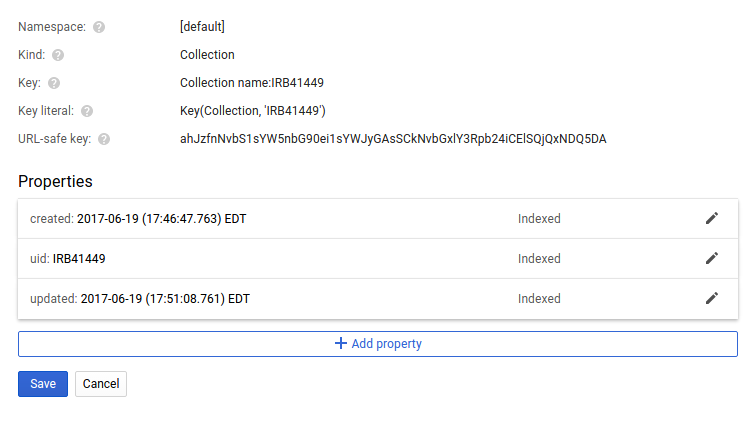 Namespace: [default]
Kind: Collection
Key: Collection name:IRB41449
Key literal: Key(Collection, 'IRB41449')
URL-safe key: ahJzfnNvbS1sYW5nbG90ei1sYWJyGAsSCkNvbGxlY3Rpb24iCElSQjQxNDQ5DA
Properties
created: 2017-06-19 (17:46:47.763) EDT Indexed
uid: IRB41449 Indexed
updated: 2017-06-19 (17:51:08.761) EDT Indexed
Add property
Save Cancel